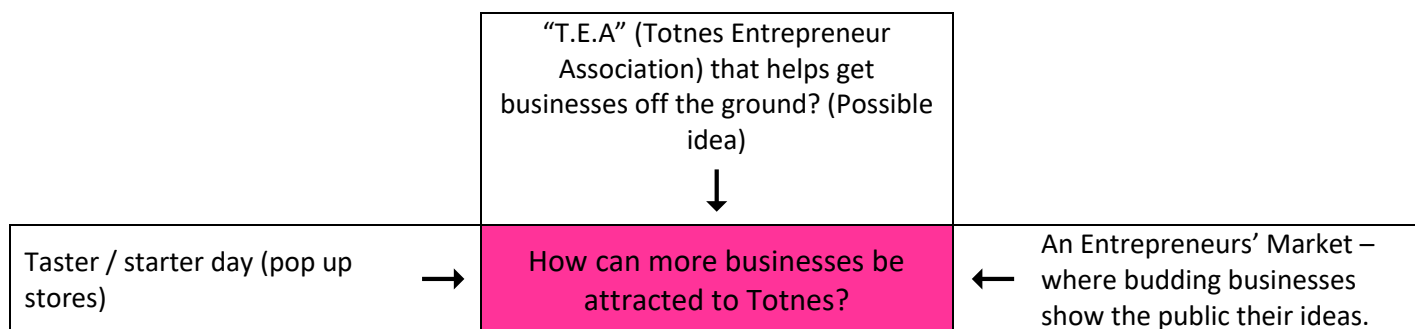 “T.E.A” (Totnes Entrepreneur
Association) that helps get
businesses off the ground? (Possible
idea)
Taster / starter day (pop up
stores)
How can more businesses be
attracted to Totnes?
An Entrepreneurs’ Market –
where budding businesses
show the public their ideas.